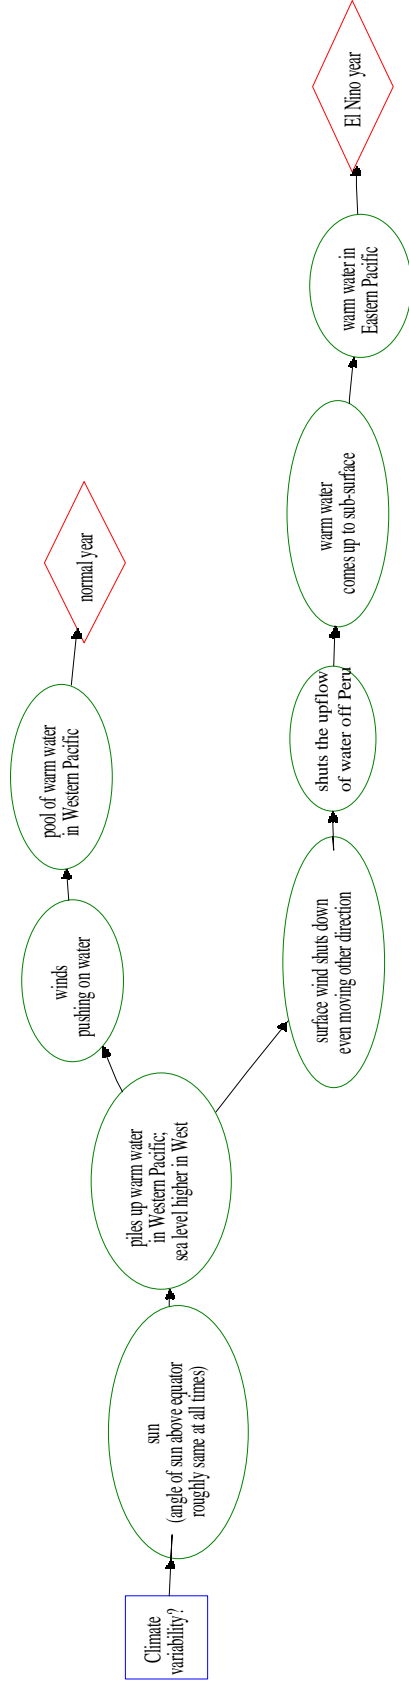 Climate
variability?
sun
(angle of sun above equator
roughly same at all times)
piles up warm water
in Western Pacific;
sea level higher in West
winds
pushing on water
pool of warm water
in Western Pacific
normal year
surface wind shuts down
even moving other direction
shuts the upflow
of water off Peru
warm water
comes up to sub-surface
warm water in
Eastern Pacific
El Nino year